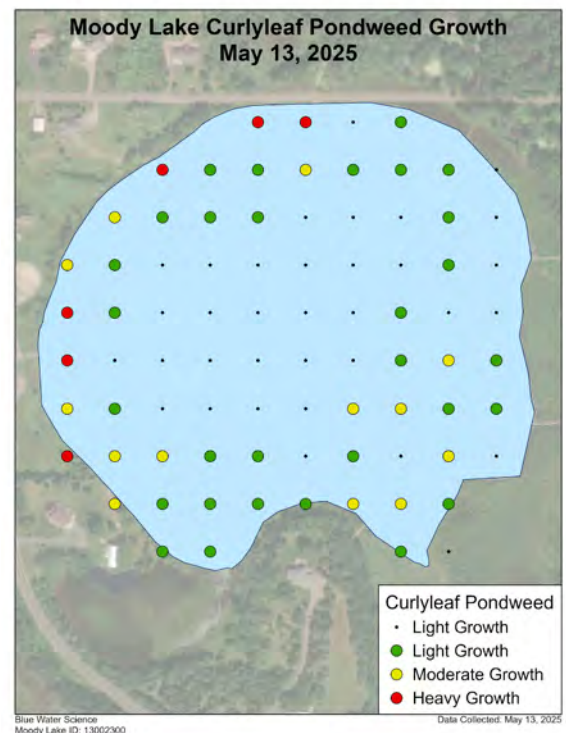 Moody Lake Curlyleaf Pondweed Growth
May 13, 2025
Curlyleaf Pondweed
Light Growth
Light Growth
Moderate Growth
Heavy Growth
Blue Water Science
Data Collected: May 13, 2025
Moody Lake ID: 13002300